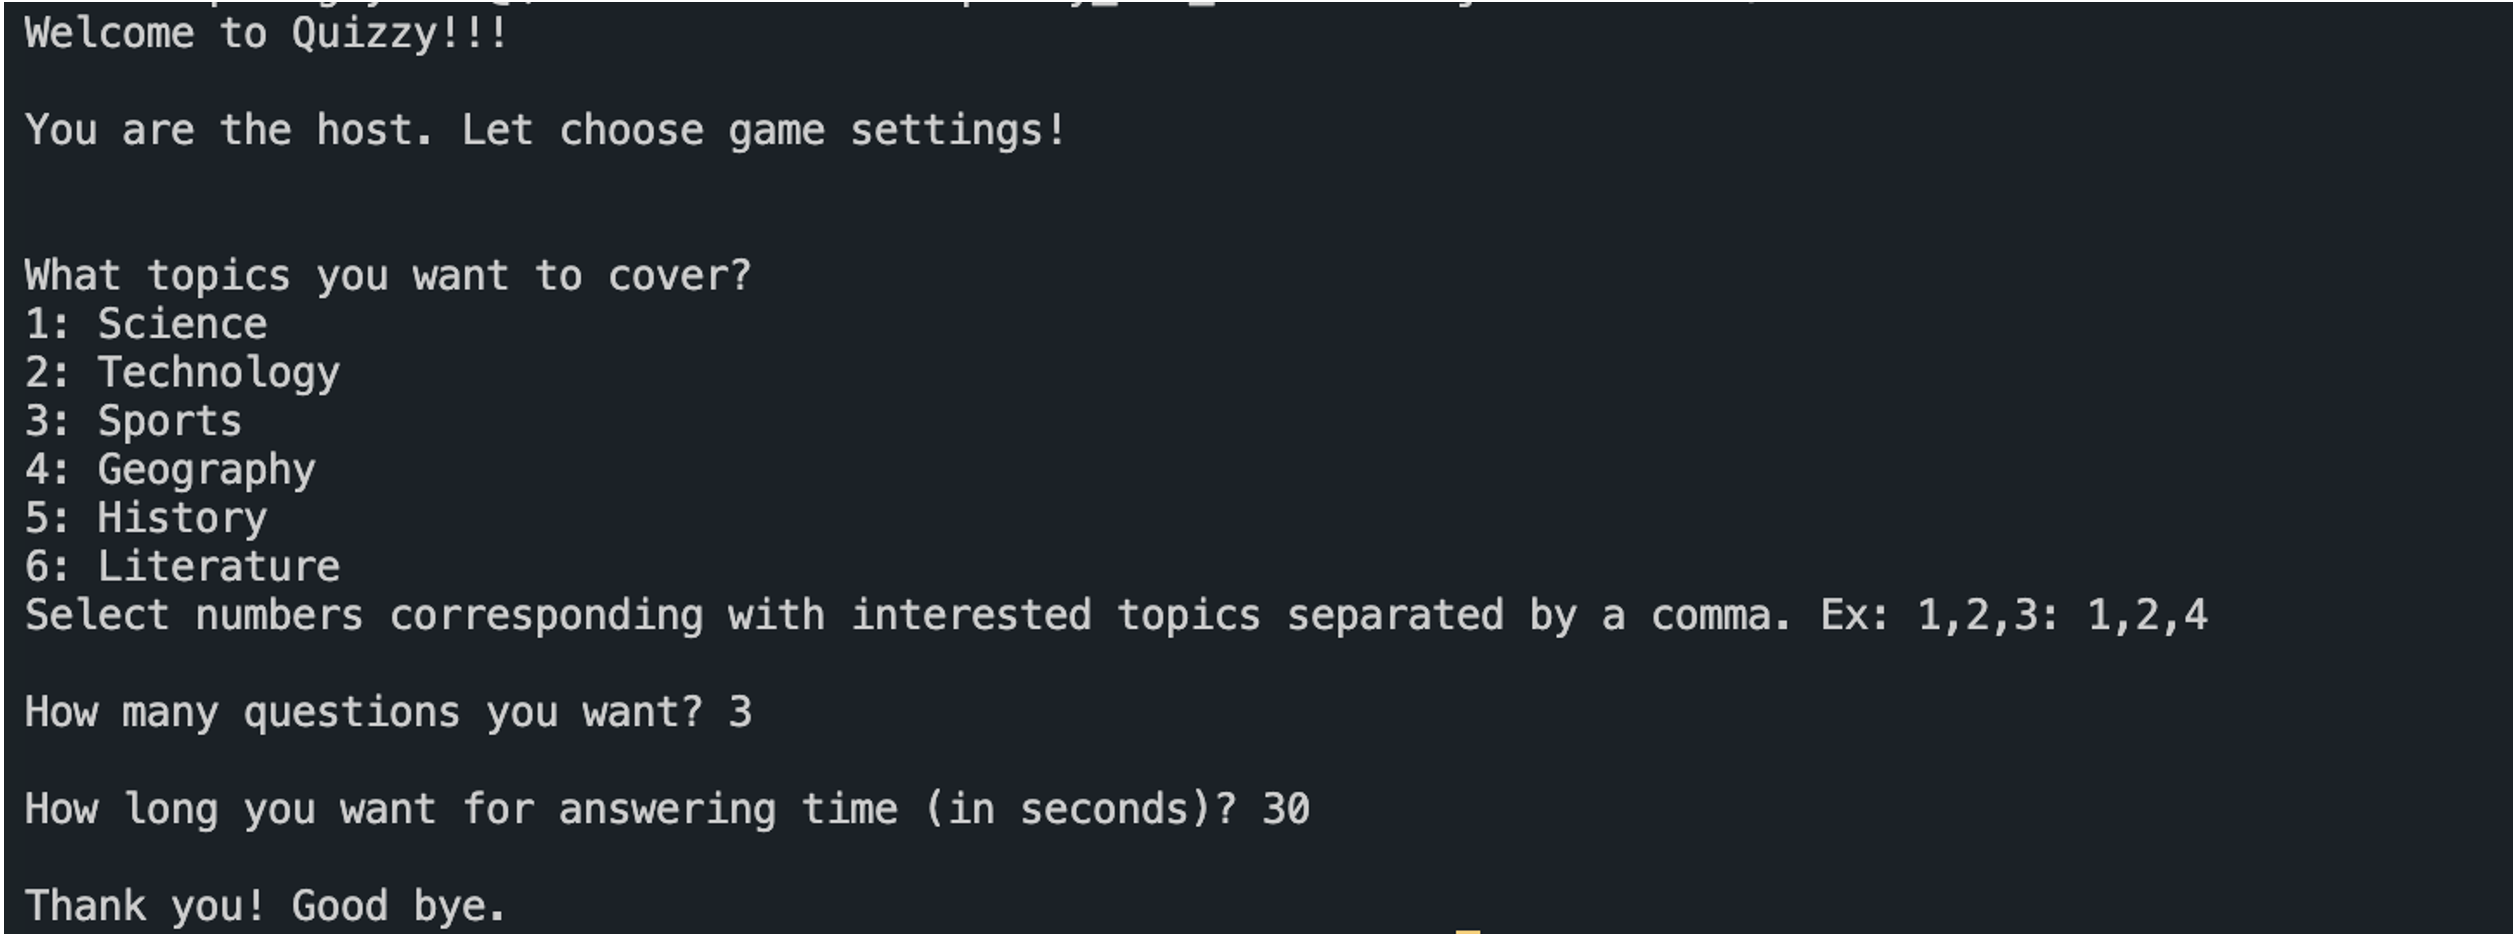 Welcome to Quizzy!!!
You are the host. Let choose game settings!
What topics you want to cover?
1: Science
2: Technology
3: Sports
4: Geography
5: History
6: Literature
Select numbers corresponding with interested topics separated by a comma. Ex: 1,2,3: 1,2,4
How many questions you want? 3
How long you want for answering time (in seconds)? 30
Thank you! Good bye.